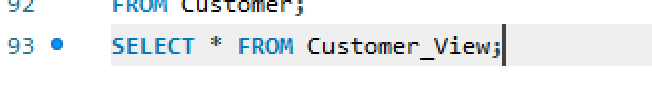 92 FROM Customer;
93 SELECT * FROM Customer_View;